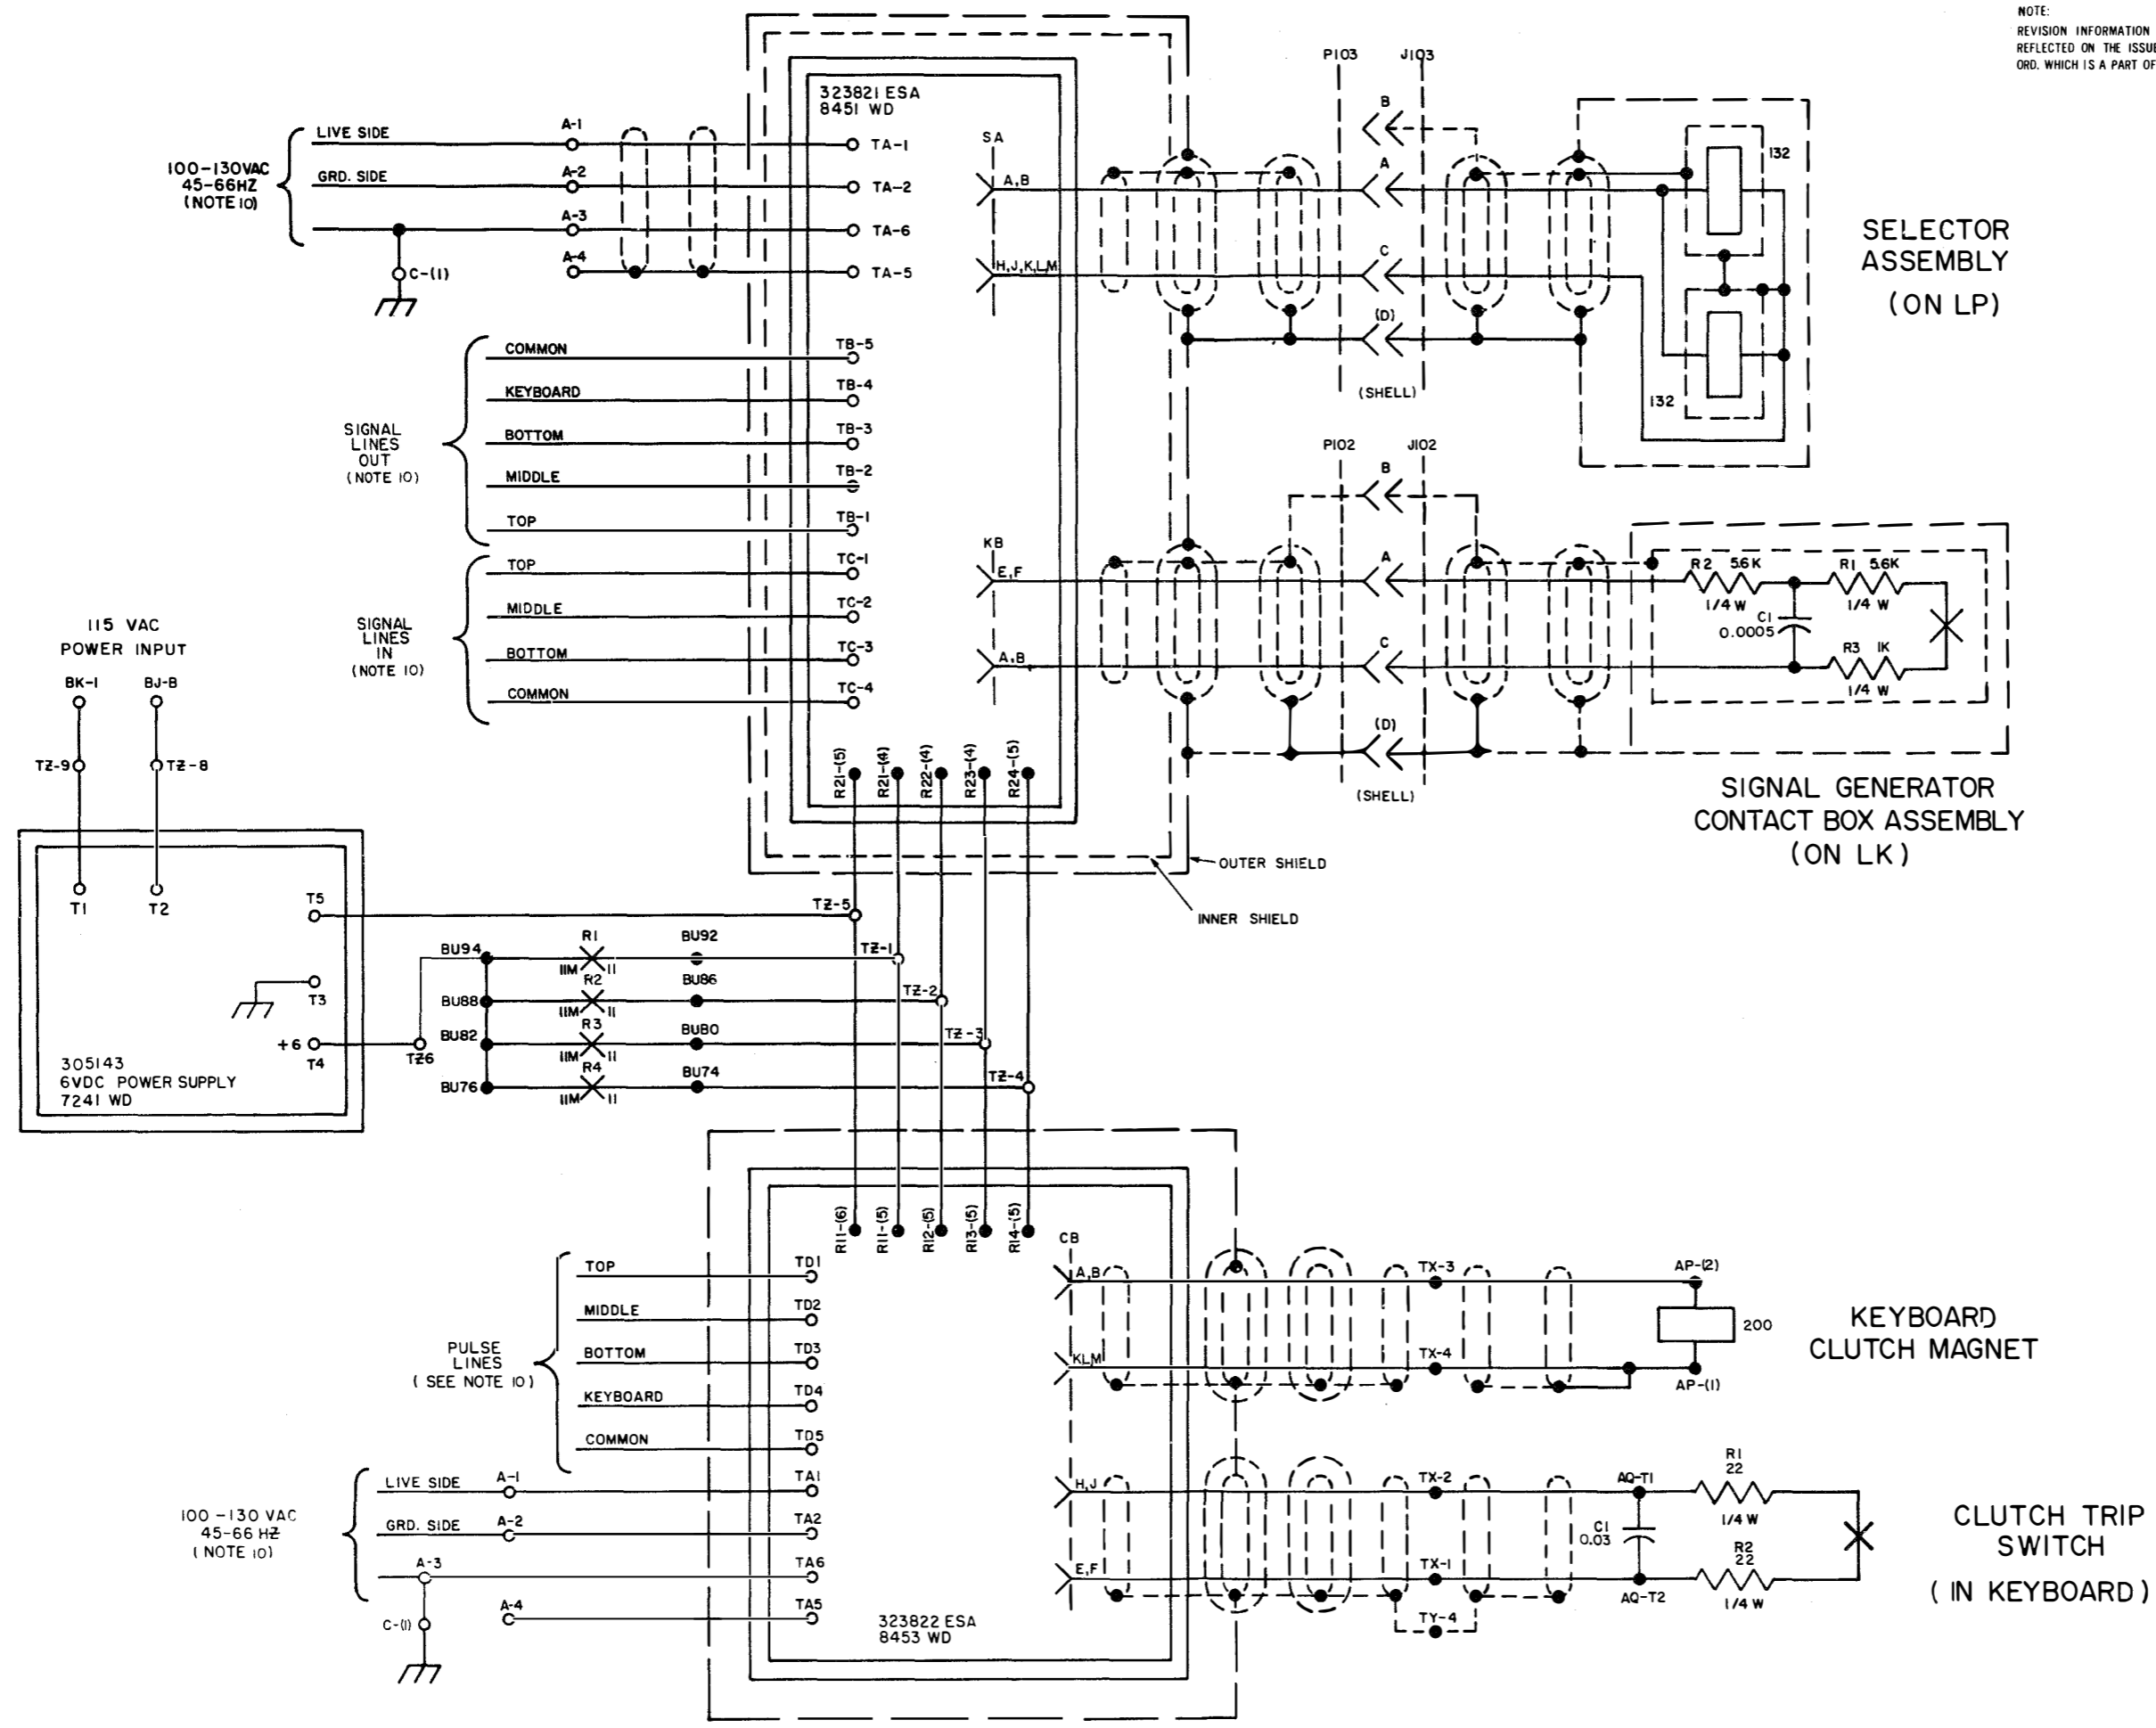 NOTE:
REVISION INFORMATION
REFLECTED ON THE ISSUE
ORD. WHICH IS A PART OF
323821 ESA
8451 WD
100-130VAC
45-66HZ
(NOTE 10)
LIVE SIDE
A-1
TA-1
GRD. SIDE
A-2
TA-2
A-3
TA-6
A-4
TA-5
C-(1)
SIGNAL
LINES
OUT
(NOTE 10)
COMMON
TB-5
KEYBOARD
TB-4
BOTTOM
TB-3
MIDDLE
TB-2
TOP
TB-1
SIGNAL
LINES
IN
(NOTE 10)
TOP
TC-1
MIDDLE
TC-2
BOTTOM
TC-3
COMMON
TC-4
SA
A,B
H,J,K,L,M
P103
J103
B
A
C
(D)
(SHELL)
132
132
SELECTOR
ASSEMBLY
(ON LP)
KB
E,F
A,B
P102
J102
B
A
C
(D)
(SHELL)
R2 5.6K
1/4 W
R1 5.6K
1/4 W
C1
0.0005
R3 1K
1/4 W
SIGNAL GENERATOR
CONTACT BOX ASSEMBLY
(ON LK)
R21-(5)
R21-(4)
R22-(4)
R23-(4)
R24-(5)
OUTER SHIELD
INNER SHIELD
115 VAC
POWER INPUT
BK-1
BJ-B
TZ-9
TZ-8
T1
T2
T5
T3
+6
T4
305143
6VDC POWER SUPPLY
7241 WD
TZ6
TZ-5
BU94
R1
11M 11
BU92
TZ-1
BU88
R2
11M 11
BU86
TZ-2
BU82
R3
11M 11
BU80
TZ-3
BU76
R4
11M 11
BU74
TZ-4
R11-(6)
R11-(5)
R12-(5)
R13-(5)
R14-(5)
PULSE
LINES
(SEE NOTE 10)
TOP
TD1
MIDDLE
TD2
BOTTOM
TD3
KEYBOARD
TD4
COMMON
TD5
100-130 VAC
45-66 HZ
(NOTE 10)
LIVE SIDE
A-1
TA1
GRD. SIDE
A-2
TA2
A-3
TA6
A-4
TA5
C-(1)
323822 ESA
8453 WD
CB
A,B
KLM
H,J
E,F
TX-3
TX-4
AP-(2)
200
AP-(1)
KEYBOARD
CLUTCH MAGNET
TX-2
TX-1
TY-4
AQ-T1
C1
0.03
AQ-T2
R1
22
1/4 W
R2
22
1/4 W
CLUTCH TRIP
SWITCH
(IN KEYBOARD)